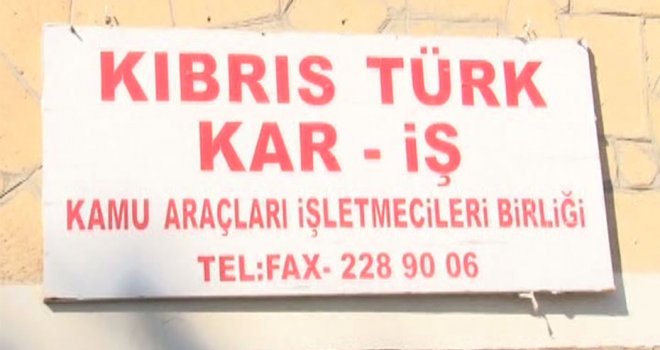 KIBRIS TÜRK
KAR - İŞ
KAMU ARAÇLARI İŞLETMECİLERİ BİRLİĞİ
TEL:FAX- 228 90 06